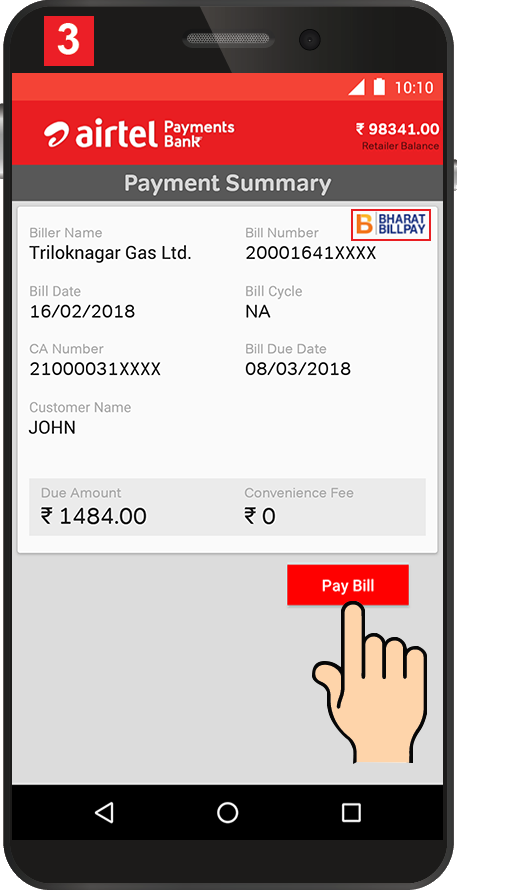 3
10:10
airtel Payments Bank
₹ 98341.00
Retailer Balance
Payment Summary
BHARAT BILLPAY
Biller Name
Triloknagar Gas Ltd.
Bill Number
20001641XXXX
Bill Date
16/02/2018
Bill Cycle
NA
CA Number
21000031XXXX
Bill Due Date
08/03/2018
Customer Name
JOHN
Due Amount
₹ 1484.00
Convenience Fee
₹ 0
Pay Bill